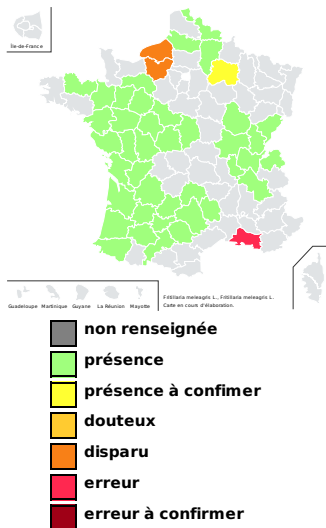 Île-de-France
Guadeloupe Martinique Guyane La Réunion Mayotte
Fritillaria meleagris L., Fritillaria meleagris L.
Carte en cours d'élaboration.
non renseignée
présence
présence à confimer
douteux
disparu
erreur
erreur à confirmer